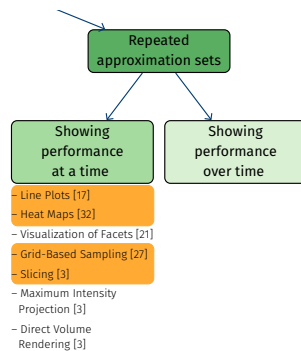 Repeated
approximation sets
Showing
performance
at a time
Showing
performance
over time
– Line Plots [17]
– Heat Maps [32]
– Visualization of Facets [21]
– Grid-Based Sampling [27]
– Slicing [3]
– Maximum Intensity
Projection [3]
– Direct Volume
Rendering [3]